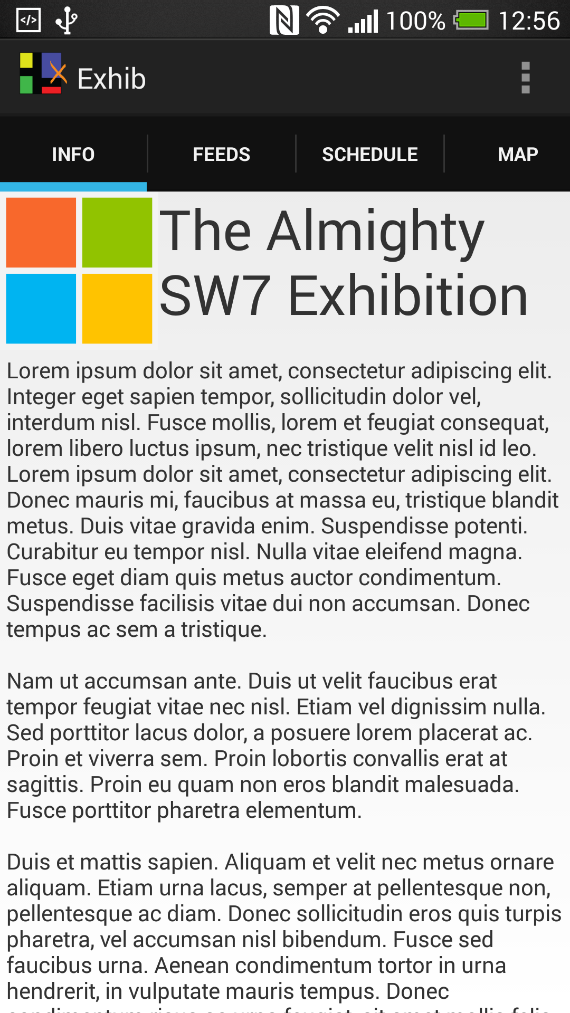 100% 12:56
Exhib
INFO FEEDS SCHEDULE MAP
The Almighty
SW7 Exhibition
Lorem ipsum dolor sit amet, consectetur adipiscing elit.
Integer eget sapien tempor, sollicitudin dolor vel,
interdum nisl. Fusce mollis, lorem et feugiat consequat,
lorem libero luctus ipsum, nec tristique velit nisl id leo.
Lorem ipsum dolor sit amet, consectetur adipiscing elit.
Donec mauris mi, faucibus at massa eu, tristique blandit
metus. Duis vitae gravida enim. Suspendisse potenti.
Curabitur eu tempor nisl. Nulla vitae eleifend magna.
Fusce eget diam quis metus auctor condimentum.
Suspendisse facilisis vitae dui non accumsan. Donec
tempus ac sem a tristique.
Nam ut accumsan ante. Duis ut velit faucibus erat
tempor feugiat vitae nec nisl. Etiam vel dignissim nulla.
Sed porttitor lacus dolor, a posuere lorem placerat ac.
Proin et viverra sem. Proin lobortis convallis erat at
sagittis. Proin eu quam non eros blandit malesuada.
Fusce porttitor pharetra elementum.
Duis et mattis sapien. Aliquam et velit nec metus ornare
aliquam. Etiam urna lacus, semper at pellentesque non,
pellentesque ac diam. Donec sollicitudin eros quis turpis
pharetra, vel accumsan nisl bibendum. Fusce sed
faucibus urna. Aenean condimentum tortor in urna
hendrerit, in vulputate mauris tempus. Donec